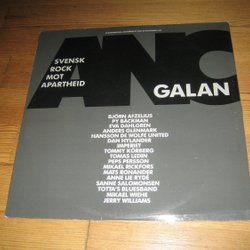 ANC
SVENSK
ROCK
MOT
APARTHEID
GALAN
BJÖRN AFZELIUS
PY BÄCKMAN
EVA DAHLGREN
ANDERS GLENMARK
HANSSON DE WOLFE UNITED
DAN HYLANDER
IMPERIET
TOMMY KÖRBERG
TOMAS LEDIN
PEPS PERSSON
MIKAEL RICKFORS
MATS RONANDER
ANNE LIE RYDÉ
SANNE SALOMONSEN
TOTTA'S BLUESBAND
MIKAEL WIEHE
JERRY WILLIAMS